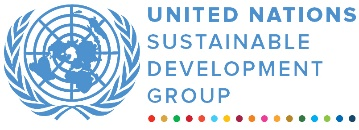 UNITED NATIONS
SUSTAINABLE
DEVELOPMENT
GROUP